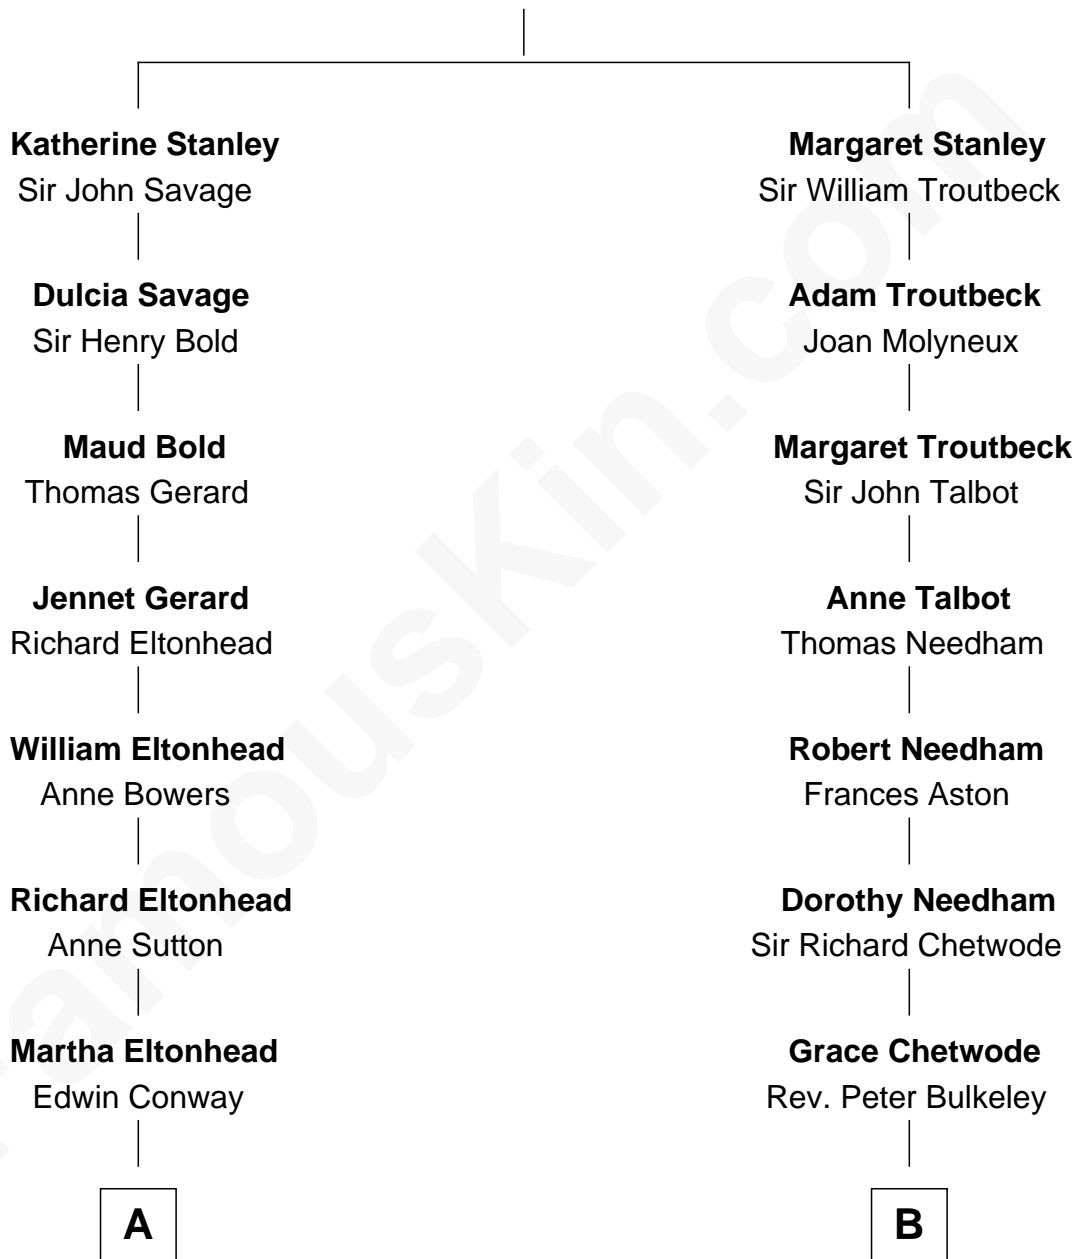 Katherine Stanley
Sir John Savage
Dulcia Savage
Sir Henry Bold
Maud Bold
Thomas Gerard
Jennet Gerard
Richard Eltonhead
William Eltonhead
Anne Bowers
Richard Eltonhead
Anne Sutton
Martha Eltonhead
Edwin Conway
A
Margaret Stanley
Sir William Troutbeck
Adam Troutbeck
Joan Molyneux
Margaret Troutbeck
Sir John Talbot
Anne Talbot
Thomas Needham
Robert Needham
Frances Aston
Dorothy Needham
Sir Richard Chetwode
Grace Chetwode
Rev. Peter Bulkeley
B
FamousKin.com